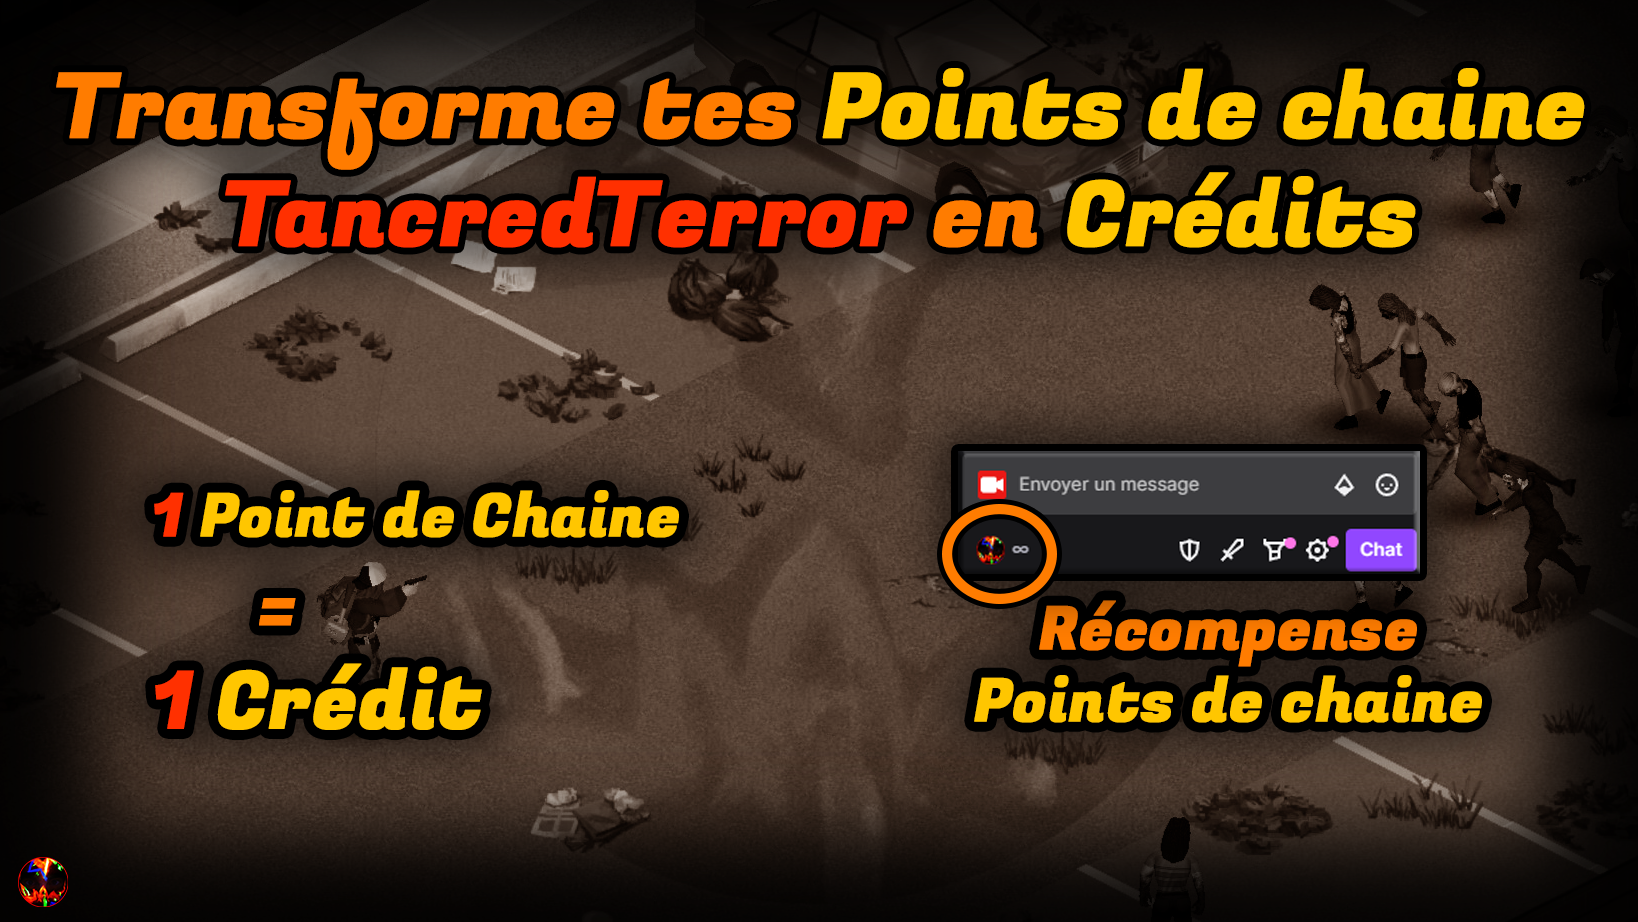 Transforme tes Points de chaine
TancredTerror en Crédits
1 Point de Chaine
=
1 Crédit
Envoyer un message
∞
Chat
Récompense
Points de chaine